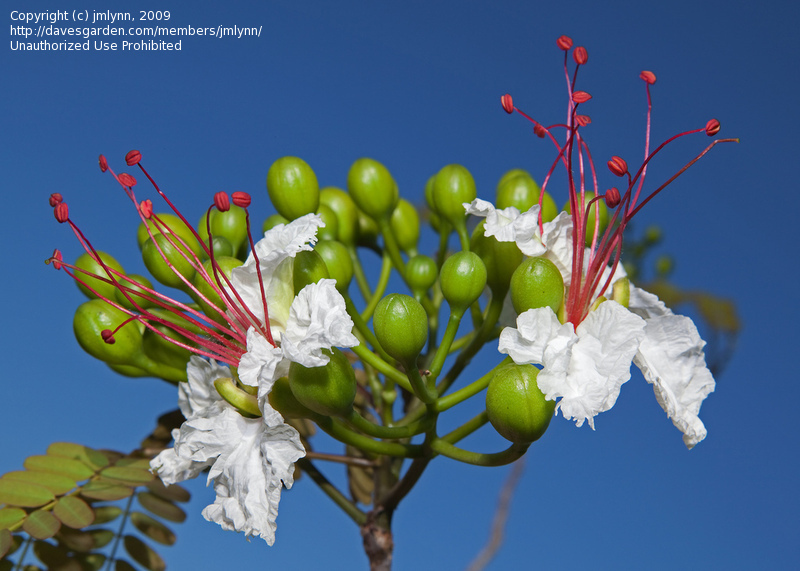 Copyright (c) jmlynn, 2009
http://davesgarden.com/members/jmlynn/
Unauthorized Use Prohibited